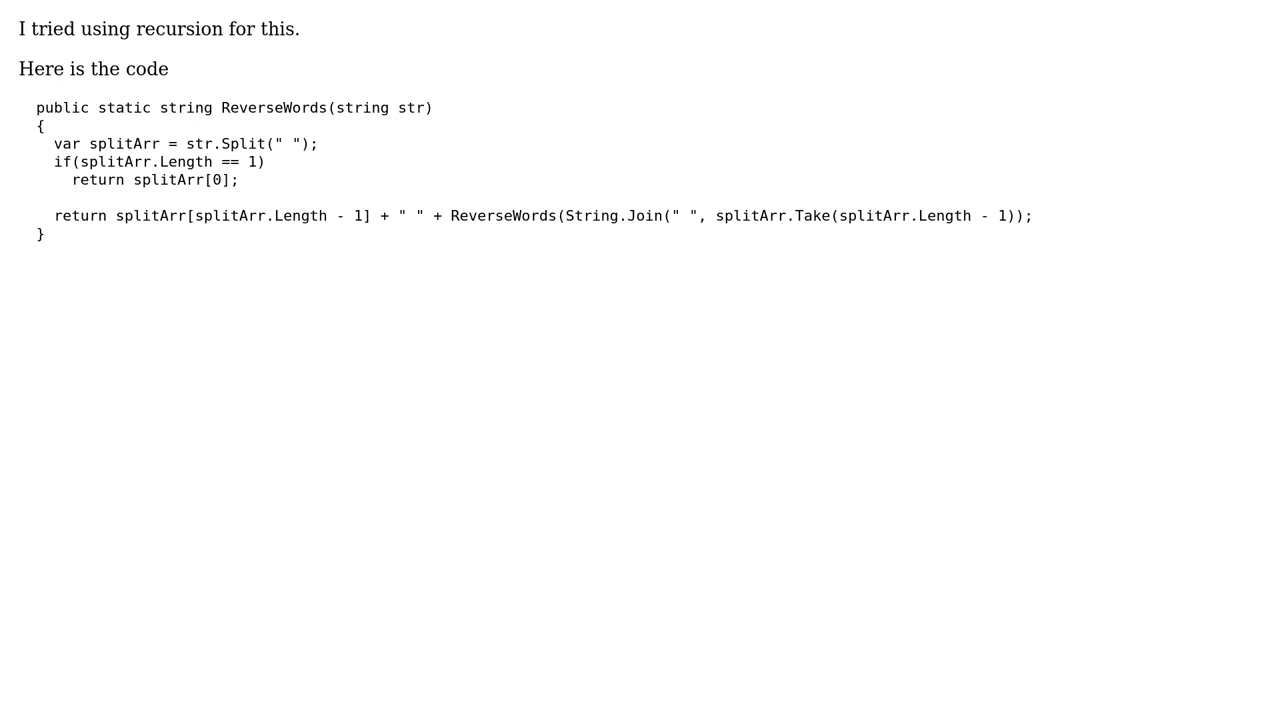 I tried using recursion for this.
Here is the code
public static string ReverseWords(string str)
{
var splitArr = str.Split(" ");
if(splitArr.Length == 1)
return splitArr[0];
return splitArr[splitArr.Length - 1] + " " + ReverseWords(String.Join(" ", splitArr.Take(splitArr.Length - 1));
}